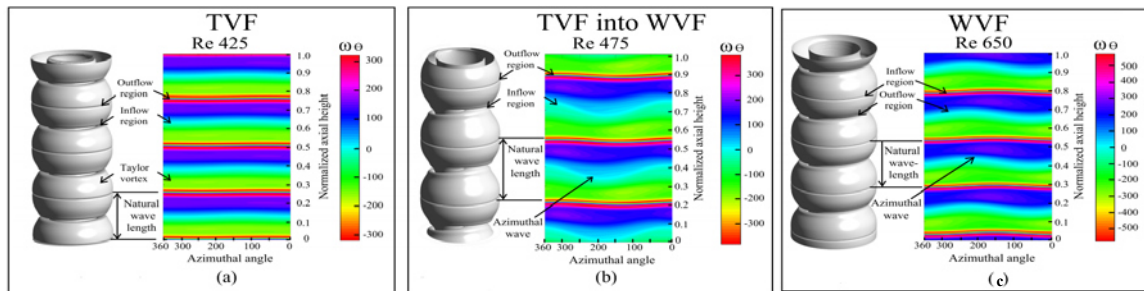 TVF
Re 425
ωΘ
Outflow
region
Inflow
region
Taylor
vortex
Natural
wave
length
1.0
0.9
0.8
0.7
0.6
0.5
0.4
0.3
0.2
0.1
0
Normalized axial height
300
200
100
0
-100
-200
-300
360 300 200 100 0
Azimuthal angle
(a)
TVF into WVF
Re 475
ωΘ
Outflow
region
Inflow
region
Natural
wave
length
Azimuthal
wave
1.0
0.9
0.8
0.7
0.6
0.5
0.4
0.3
0.2
0.1
0
Normalized axial height
300
200
100
0
-100
-200
-300
360 300 200 100 0
Azimuthal angle
(b)
WVF
Re 650
ωΘ
Inflow
region
Outflow
region
Natural
wave-
length
Azimuthal
wave
1.0
0.9
0.8
0.7
0.6
0.5
0.4
0.3
0.2
0.1
0
Normalized axial height
500
400
300
200
100
0
-100
-200
-300
-400
-500
360 300 200 100 0
Azimuthal angle
(c)